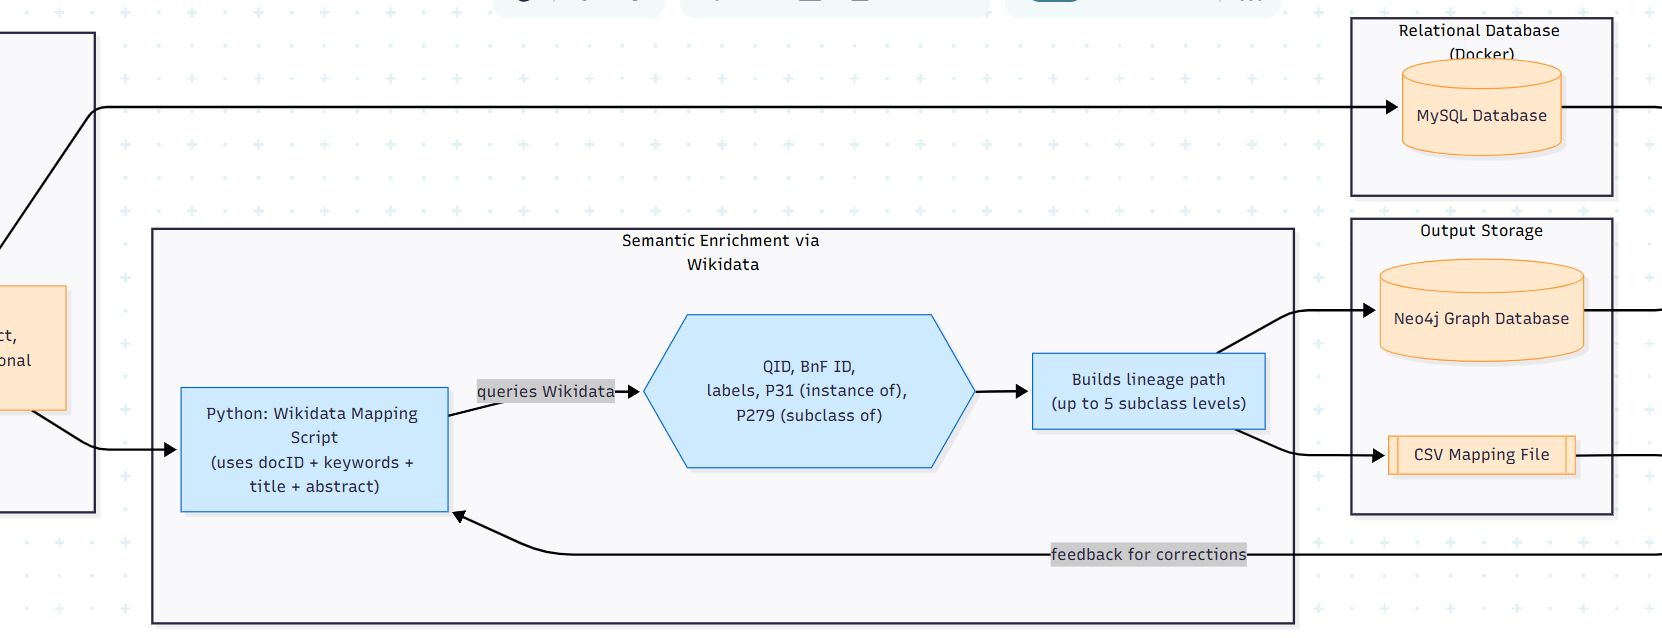 Relational Database
(Docker)
MySQL Database
Semantic Enrichment via
Wikidata
Output Storage
Neo4j Graph Database
ct,
onal
QID, BnF ID,
labels, P31 (instance of),
P279 (subclass of)
Builds lineage path
(up to 5 subclass levels)
queries Wikidata
Python: Wikidata Mapping
Script
(uses docID + keywords +
title + abstract)
CSV Mapping File
feedback for corrections